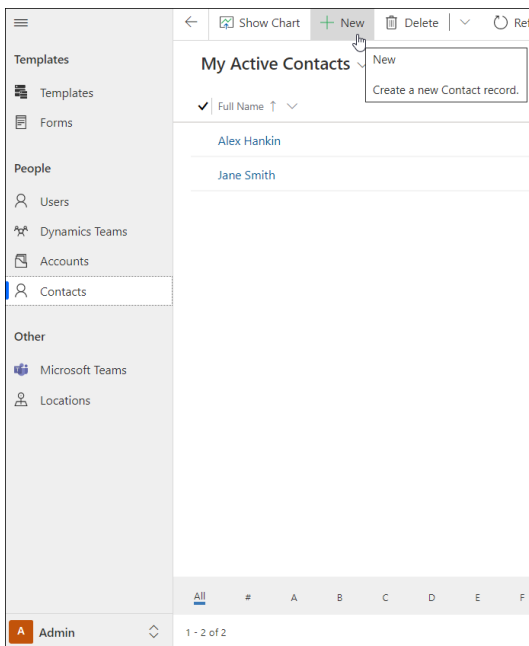 Show Chart
New
Delete
Ref
Templates
Templates
Forms
People
Users
Dynamics Teams
Accounts
Contacts
Other
Microsoft Teams
Locations
A Admin
My Active Contacts
New
Create a new Contact record.
Full Name
Alex Hankin
Jane Smith
All # A B C D E F
1 - 2 of 2